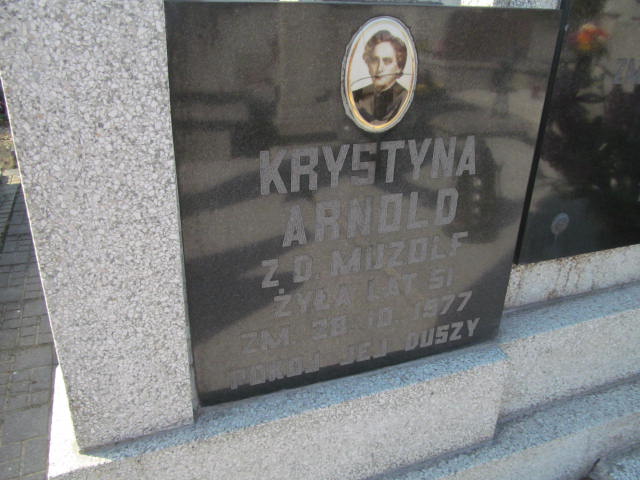 KRYSTYNA
ARNOLD
Z.D. MUZOLF
ŻYŁA LAT 51
ZM. 28.10.1977
POKÓJ JEJ DUSZY